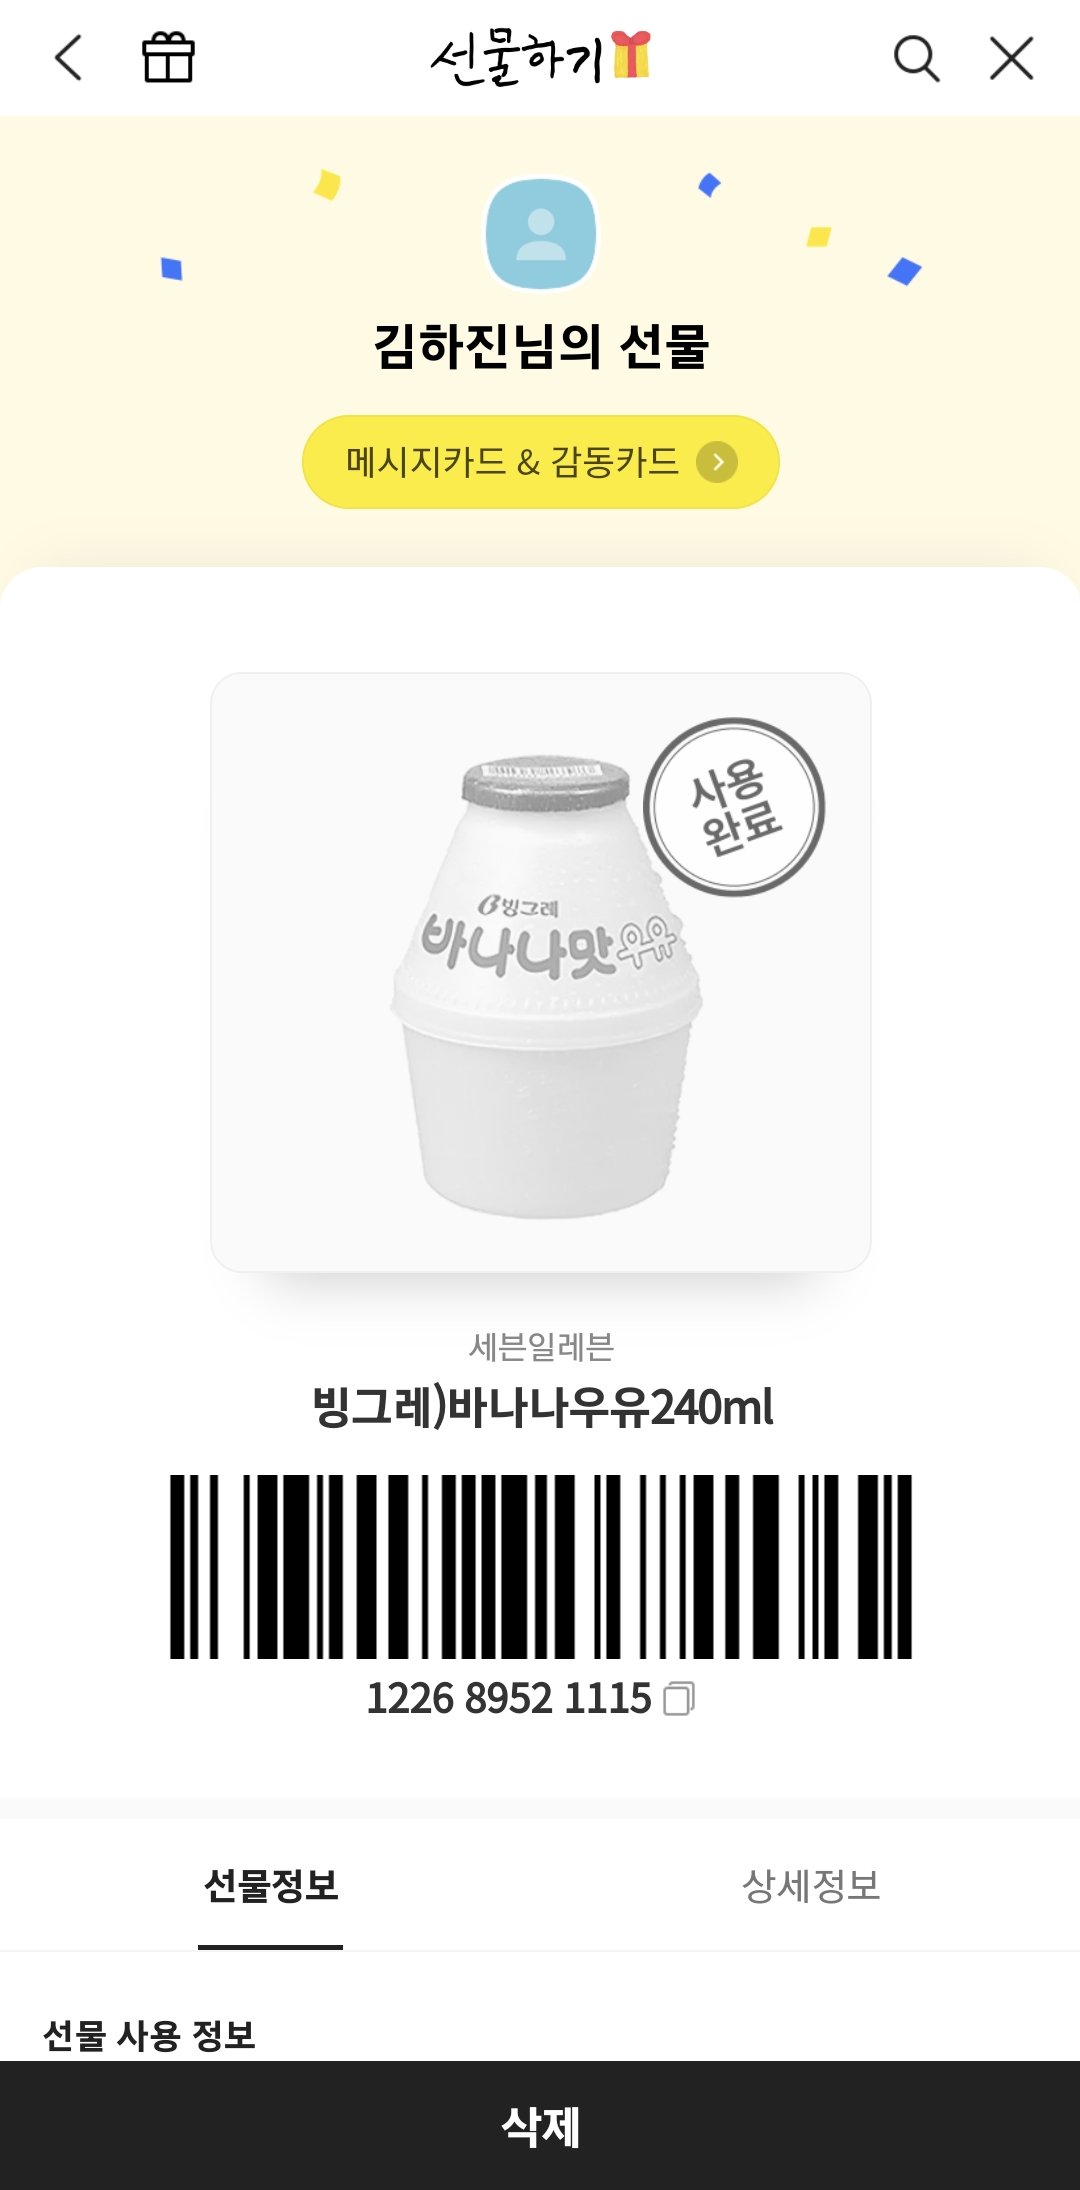 선물하기
김하진님의 선물
메시지카드 & 감동카드
사용
완료
빙그레
바나나맛우유
세븐일레븐
빙그레)바나나우유240ml
1226 8952 1115
선물정보
상세정보
선물 사용 정보
삭제